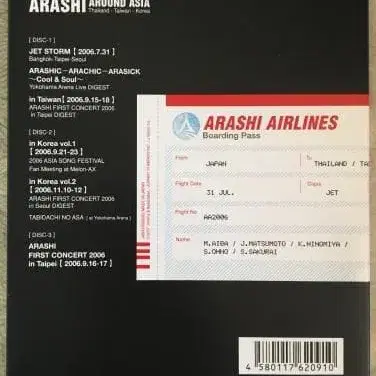 ARASHI AROUND ASIA
Thailand - Taiwan - Korea
[ DISC-1 ]
JET STORM [ 2006.7.31 ]
Bangkok-Taipei-Seoul
ARASHIC - ARACHIC - ARASICK
~Cool & Soul~
Yokohama Arena Live DIGEST
in Taiwan [ 2006.9.15-18 ]
ARASHI FIRST CONCERT 2006
in Taipei DIGEST
[ DISC-2 ]
in Korea vol.1
[ 2006.9.21-23 ]
2006 ASIA SONG FESTIVAL
Fan Meeting at Melon-AX
in Korea vol.2
[ 2006.11.10-12 ]
ARASHI FIRST CONCERT 2006
in Seoul DIGEST
TABIDACHI NO ASA [ at Yokohama Arena ]
[ DISC-3 ]
ARASHI
FIRST CONCERT 2006
in Taipei [ 2006.9.16-17 ]
ARASHI AIRLINES
Boarding Pass
From
JAPAN
To
THAILAND / TAI
Flight Date
31 JUL.
Class
JET
Flight No
AA2006
Name
M.AIBA / J.MATSUMOTO / K.NINOMIYA /
S.OHNO / S.SAKURAI
4 580117 620910